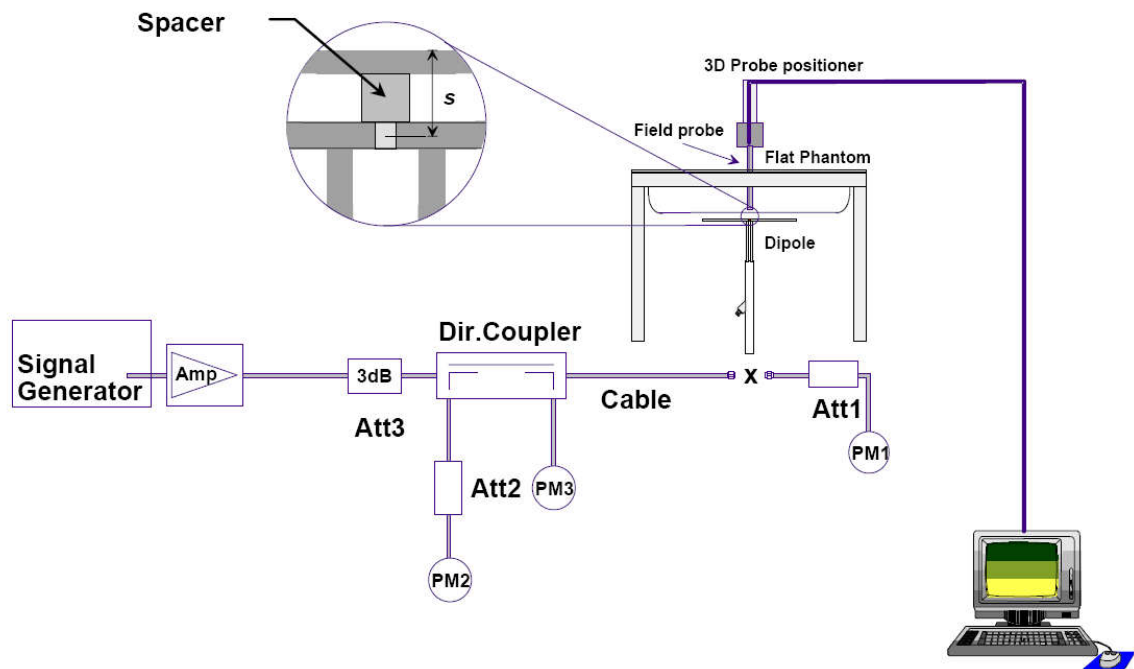 Spacer
s
3D Probe positioner
Field probe
Flat Phantom
Dipole
Signal
Generator
Amp
3dB
Att3
Dir.Coupler
Cable
X
Att1
PM1
Att2
PM3
PM2